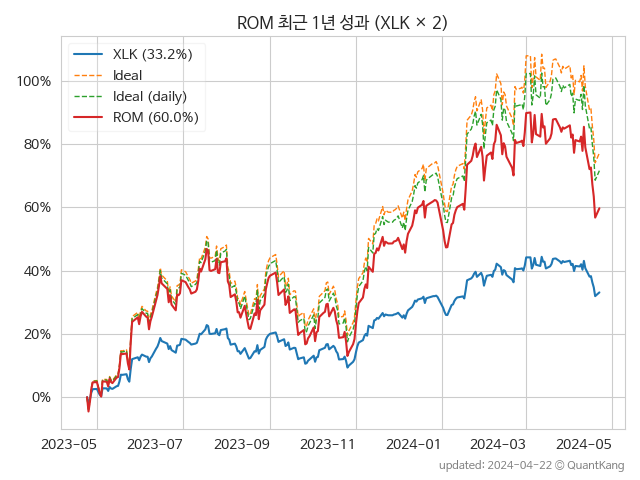 ROM 최근 1년 성과 (XLK × 2)
XLK (33.2%)
Ideal
Ideal (daily)
ROM (60.0%)
100%
80%
60%
40%
20%
0%
2023-05 2023-07 2023-09 2023-11 2024-01 2024-03 2024-05
updated: 2024-04-22 © QuantKang